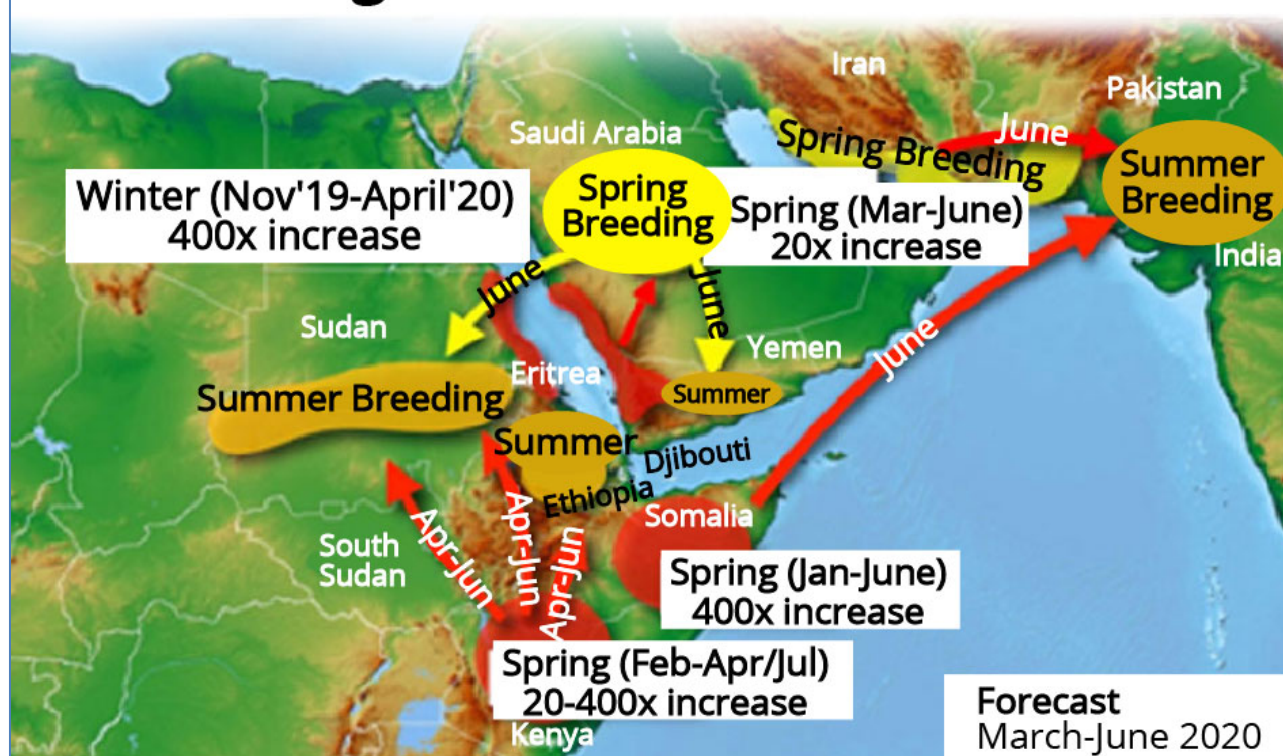 Iran
Pakistan
Saudi Arabia
June
Spring Breeding
Summer
Breeding
Winter (Nov'19-April'20)
400x increase
Spring
Breeding
Spring (Mar-June)
20x increase
India
June
June
Sudan
Yemen
June
Eritrea
Summer Breeding
Summer
Summer
Djibouti
Ethiopia
Somalia
Apr-Jun
Apr-Jun
Apr-Jun
South
Sudan
Spring (Jan-June)
400x increase
Spring (Feb-Apr/Jul)
20-400x increase
Kenya
Forecast
March-June 2020